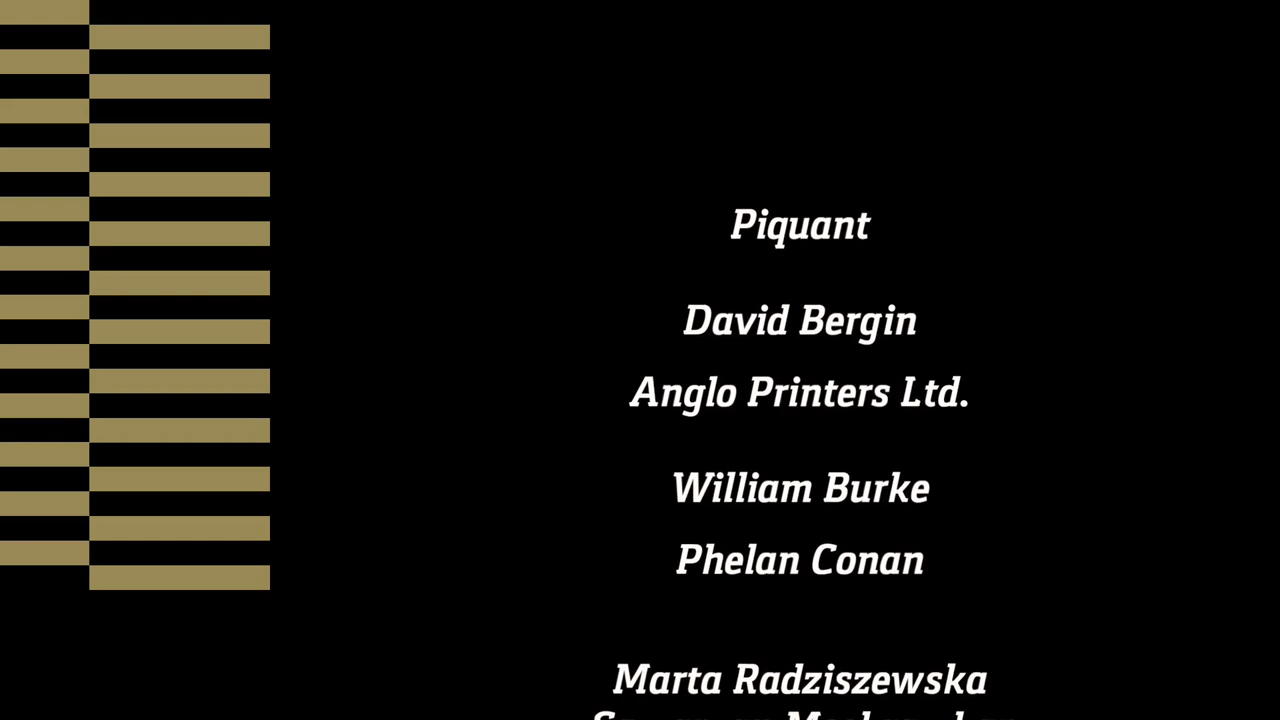 Piquant
David Bergin
Anglo Printers Ltd.
William Burke
Phelan Conan
Marta Radziszewska